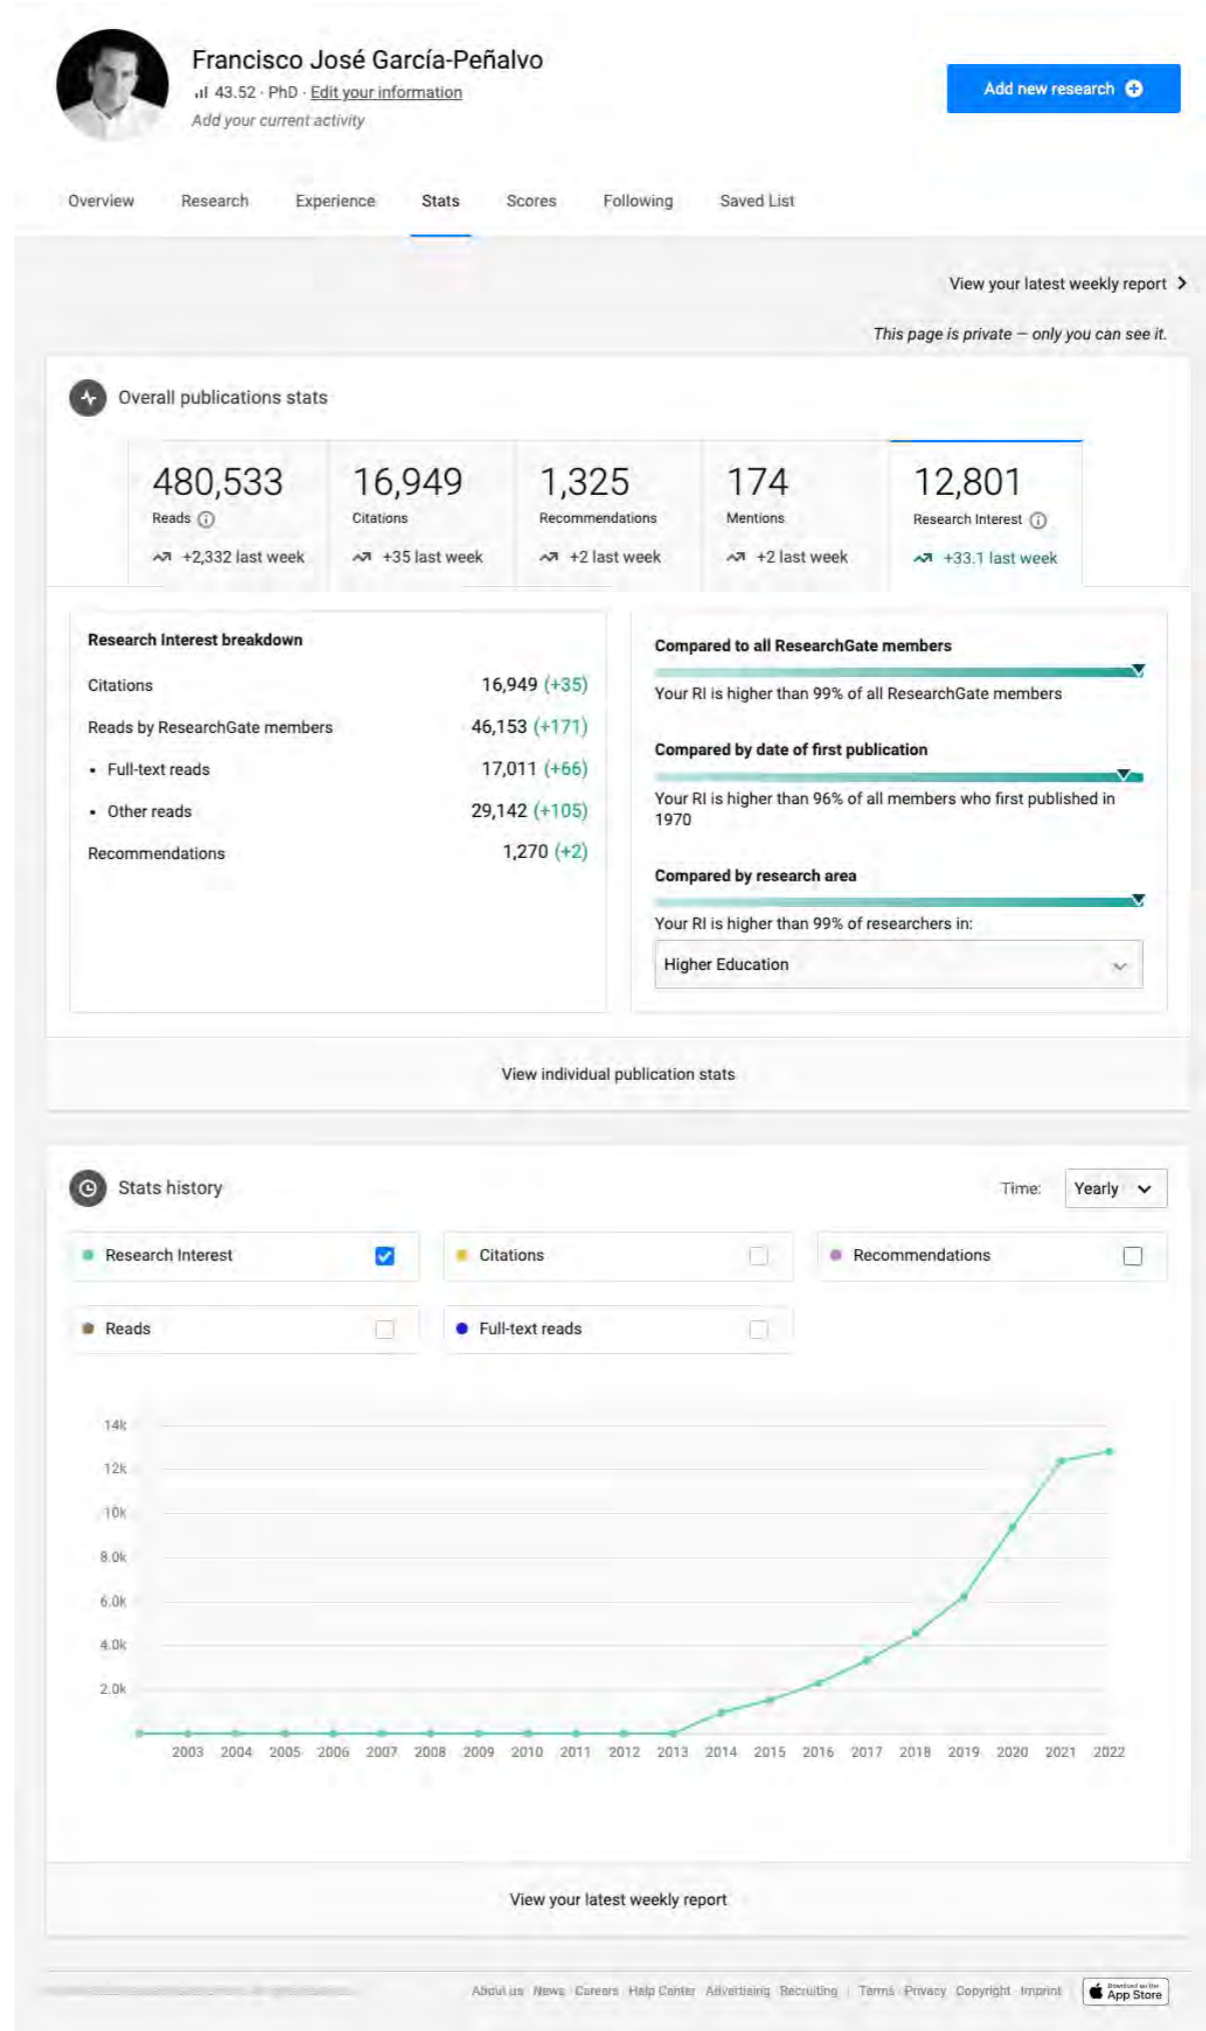 Francisco José García-Peñalvo
43.52 · PhD · Edit your information
Add your current activity
Add new research
Overview Research Experience Stats Scores Following Saved List
View your latest weekly report
This page is private – only you can see it.
Overall publications stats
480,533 16,949 1,325 174 12,801
Reads Citations Recommendations Mentions Research Interest
+2,332 last week +35 last week +2 last week +2 last week +33.1 last week
Research Interest breakdown
Citations 16,949 (+35)
Reads by ResearchGate members 46,153 (+171)
• Full-text reads 17,011 (+66)
• Other reads 29,142 (+105)
Recommendations 1,270 (+2)
Compared to all ResearchGate members
Your RI is higher than 99% of all ResearchGate members
Compared by date of first publication
Your RI is higher than 96% of all members who first published in
1970
Compared by research area
Your RI is higher than 99% of researchers in:
Higher Education
View individual publication stats
Stats history
Time: Yearly
Research Interest Citations Recommendations
Reads Full-text reads
14k
12k
10k
8.0k
6.0k
4.0k
2.0k
2003 2004 2005 2006 2007 2008 2009 2010 2011 2012 2013 2014 2015 2016 2017 2018 2019 2020 2021 2022
View your latest weekly report
About us News Careers Help Center Advertising Recruiting | Terms Privacy Copyright Imprint
Download on the
App Store